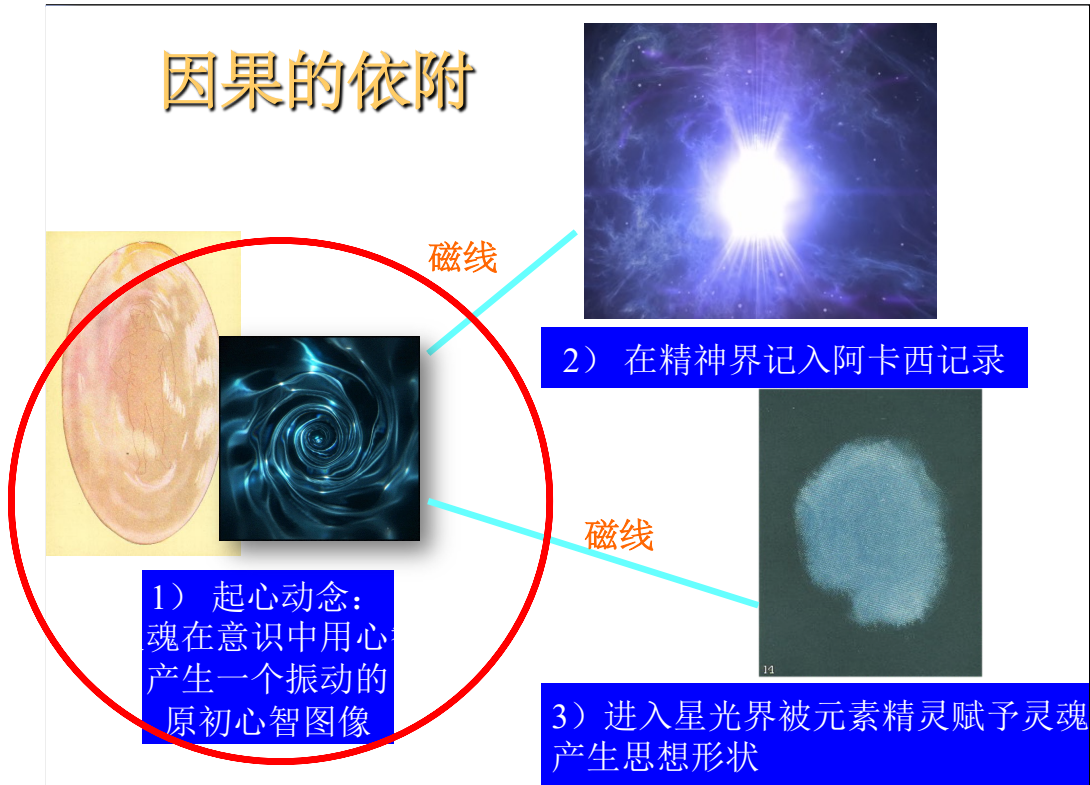 因果的依附
磁线
2） 在精神界记入阿卡西记录
磁线
14
1） 起心动念：
魂在意识中用心
产生一个振动的
原初心智图像
3）进入星光界被元素精灵赋予灵魂
产生思想形状